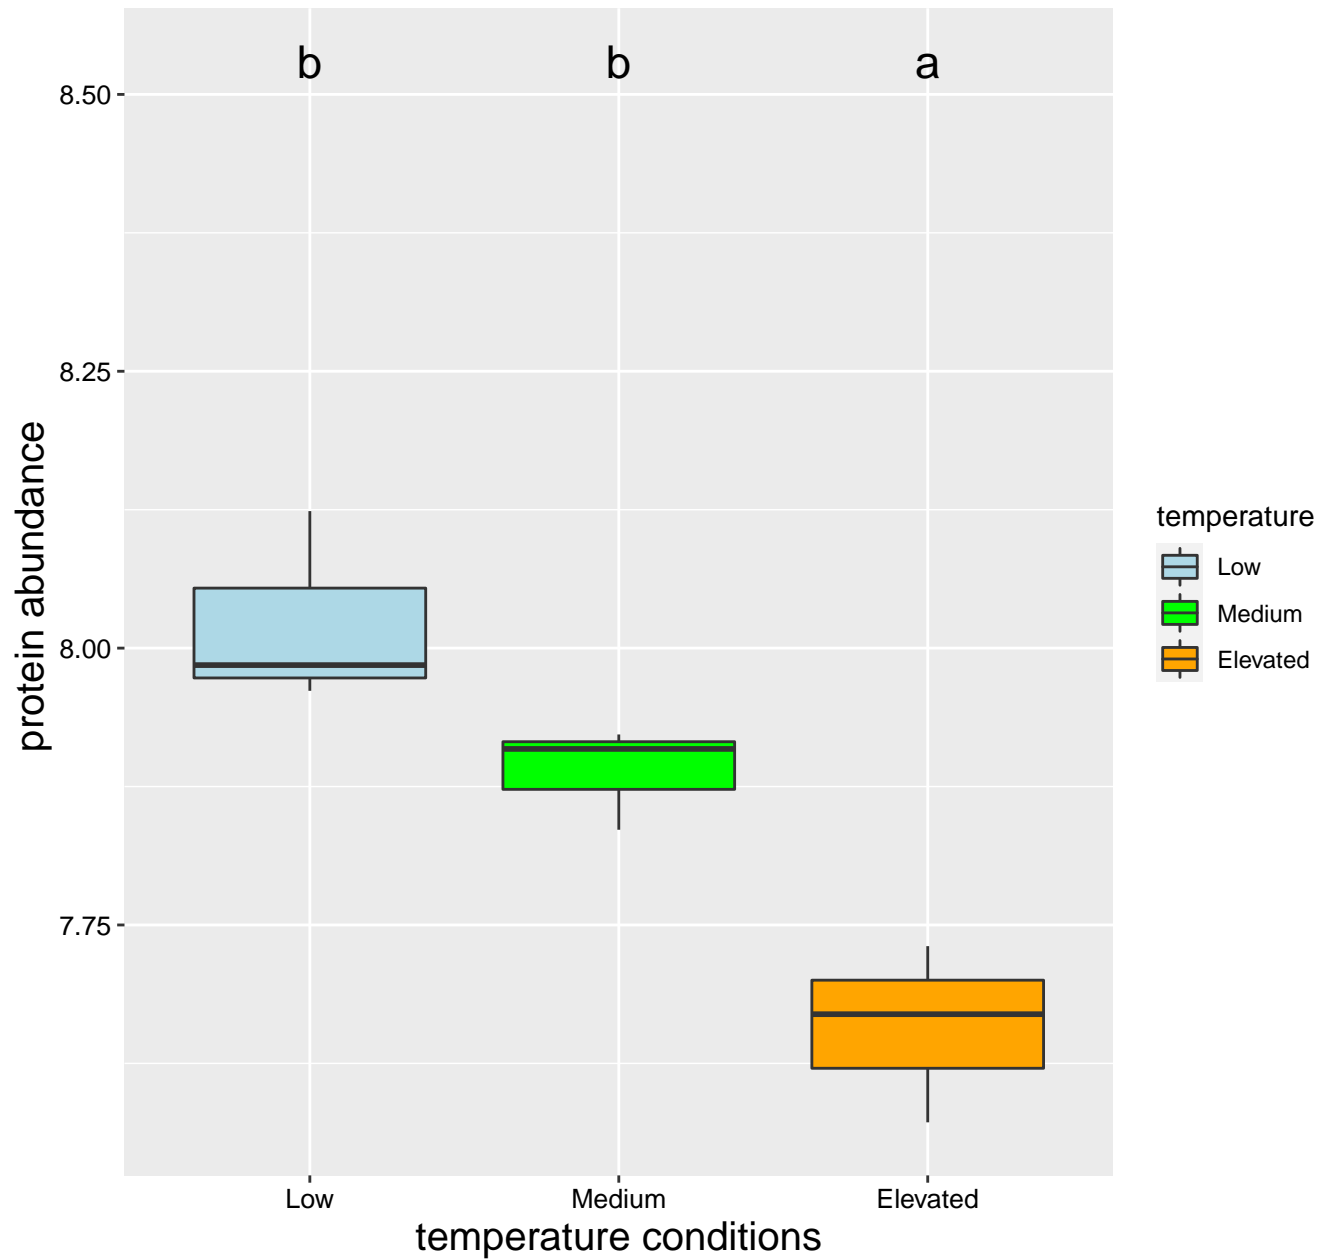 b b a
8.50
8.25
8.00
7.75
protein abundance
Low Medium Elevated
temperature conditions
temperature
Low
Medium
Elevated